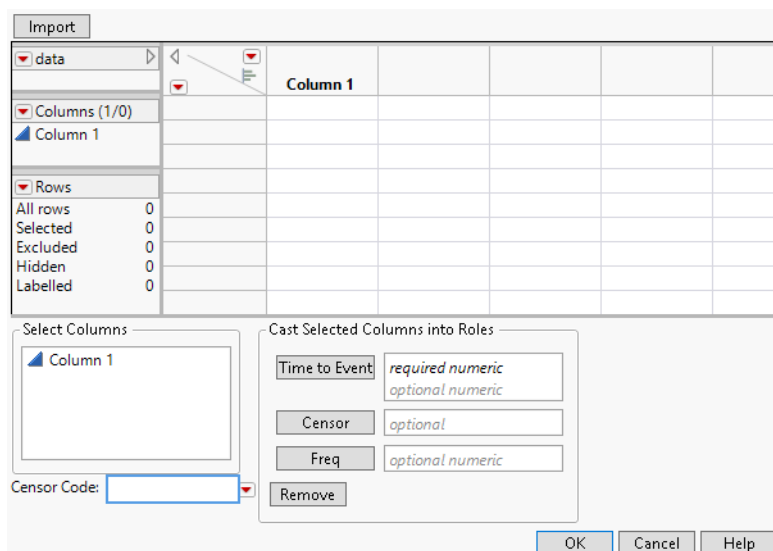 Import
data
Column 1
Columns (1/0)
Column 1
Rows
All rows 0
Selected 0
Excluded 0
Hidden 0
Labelled 0
Select Columns
Column 1
Censor Code:
Cast Selected Columns into Roles
Time to Event required numeric
optional numeric
Censor optional
Freq optional numeric
Remove
OK Cancel Help